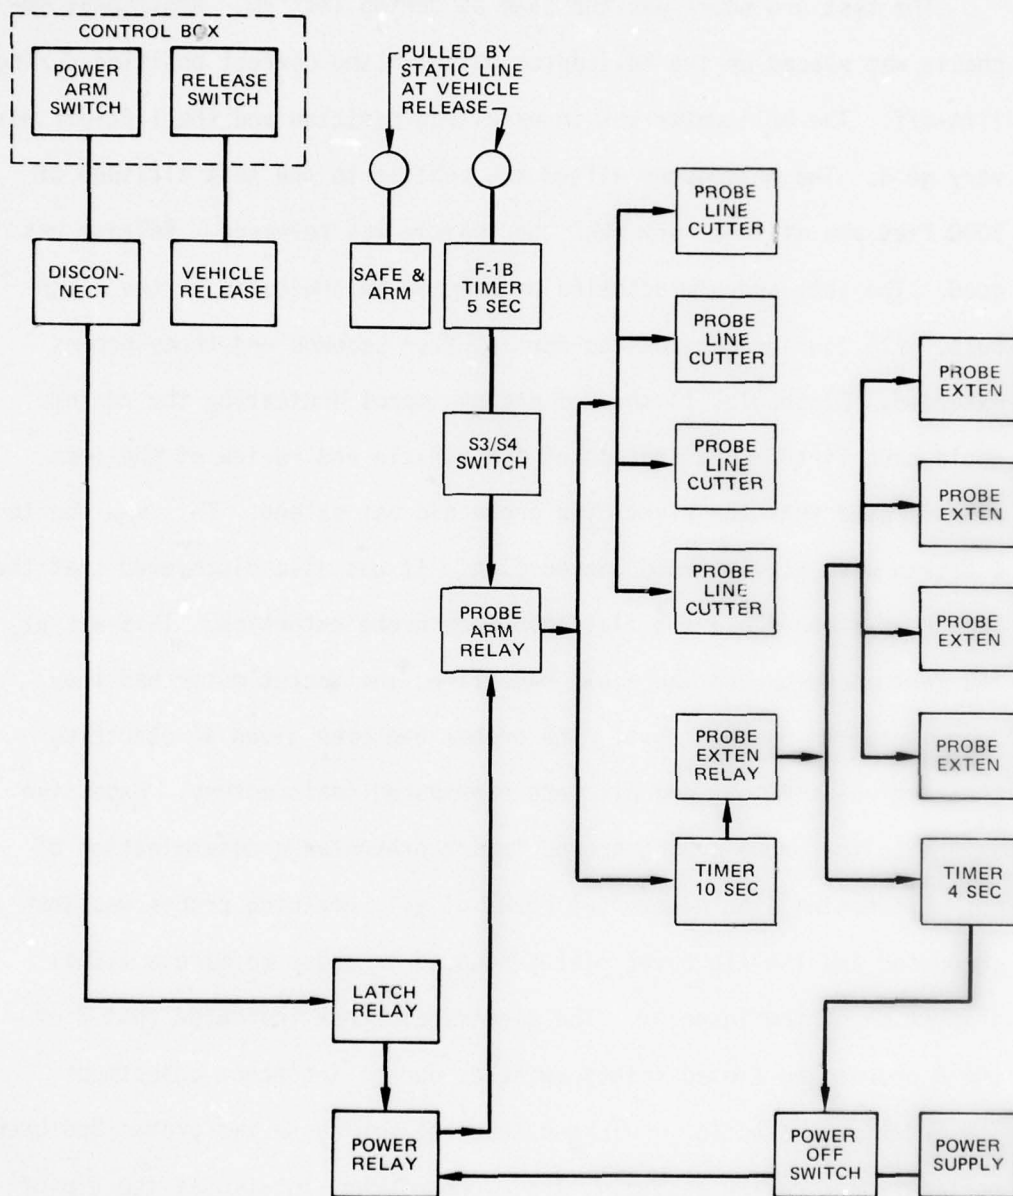 CONTROL BOX
POWER
ARM
SWITCH
RELEASE
SWITCH
PULLED BY
STATIC LINE
AT VEHICLE
RELEASE
DISCON-
NECT
VEHICLE
RELEASE
SAFE &
ARM
F-1B
TIMER
5 SEC
S3/S4
SWITCH
PROBE
ARM
RELAY
PROBE
LINE
CUTTER
PROBE
LINE
CUTTER
PROBE
LINE
CUTTER
PROBE
LINE
CUTTER
PROBE
EXTEN
RELAY
TIMER
10 SEC
PROBE
EXTEN
PROBE
EXTEN
PROBE
EXTEN
PROBE
EXTEN
TIMER
4 SEC
LATCH
RELAY
POWER
RELAY
POWER
OFF
SWITCH
POWER
SUPPLY